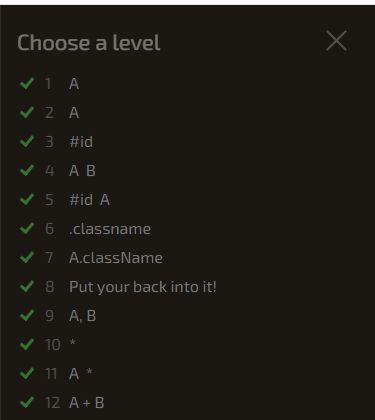 Choose a level
1 A
2 A
3 #id
4 A B
5 #id A
6 .classname
7 A.className
8 Put your back into it!
9 A, B
10 *
11 A *
12 A + B